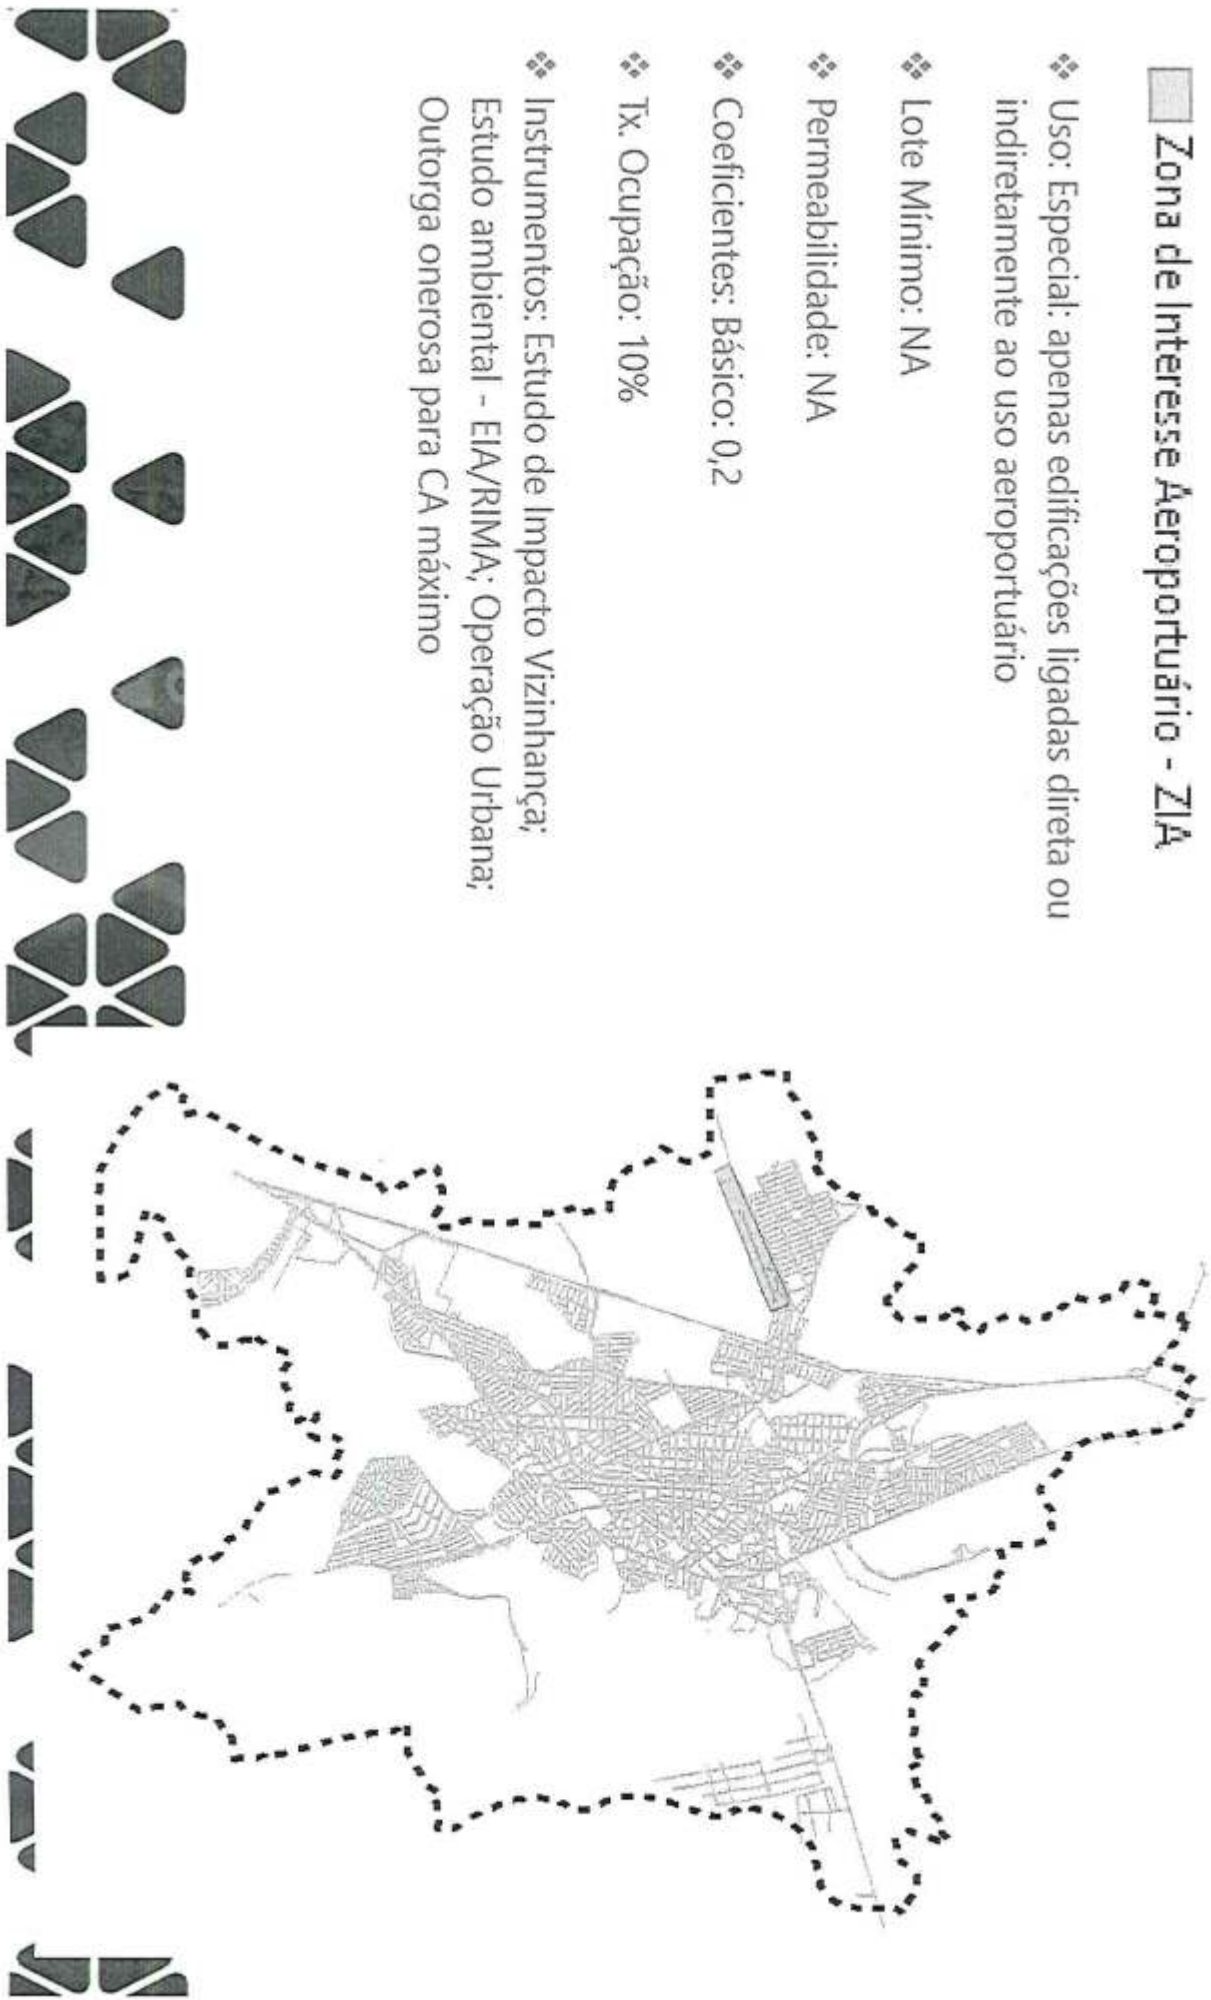 Zona de Interesse Aeroportuário - ZIA
Uso: Especial: apenas edificações ligadas direta ou
indiretamente ao uso aeroportuário
Lote Mínimo: NA
Permeabilidade: NA
Coeficientes: Básico: 0,2
Tx. Ocupação: 10%
Instrumentos: Estudo de Impacto Vizinhança;
Estudo ambiental - EIA/RIMA; Operação Urbana;
Outorga onerosa para CA máximo